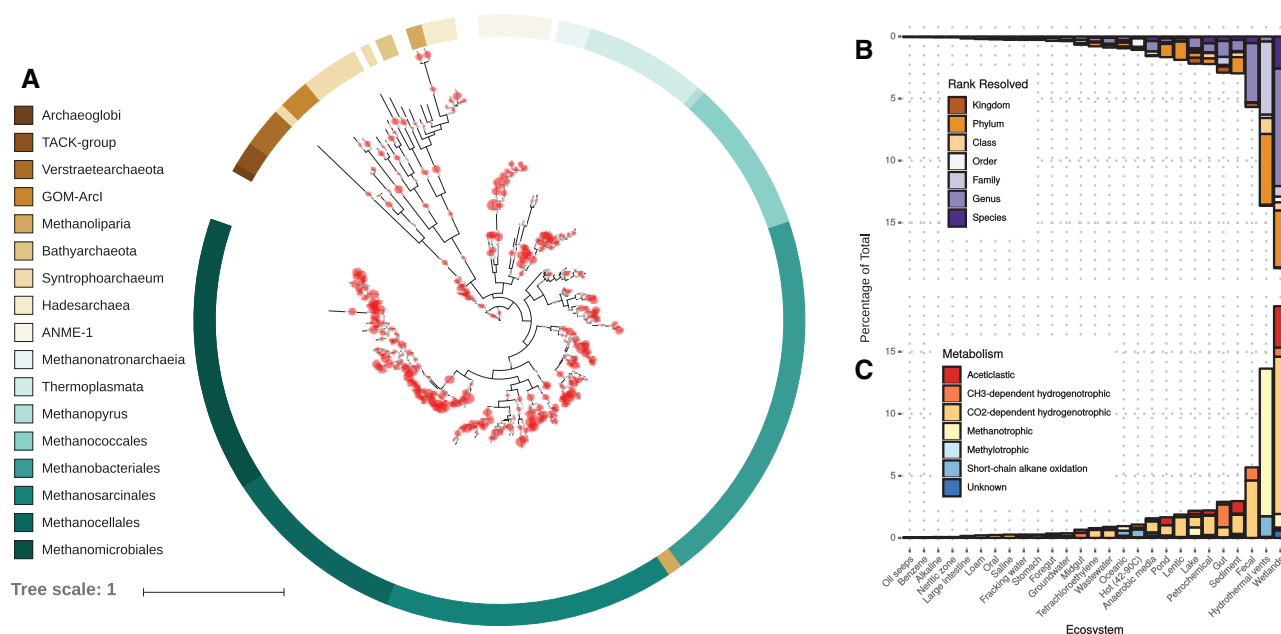 A
Archaeoglobi
TACK-group
Verstraetearchaeota
GOM-ArcI
Methanoliparia
Bathyarchaeota
Syntrophoarchaeum
Hadesarchaea
ANME-1
Methanonatronarchaeia
Thermoplasmata
Methanopyrus
Methanococcales
Methanobacteriales
Methanosarcinales
Methanocellales
Methanomicrobiales
Tree scale: 1
B
0
5
10
15
Rank Resolved
Kingdom
Phylum
Class
Order
Family
Genus
Species
Percentage of Total
C
15
10
5
0
Metabolism
Aceticlastic
CH3-dependent hydrogenotrophic
CO2-dependent hydrogenotrophic
Methanotrophic
Methylotrophic
Short-chain alkane oxidation
Unknown
Oil seeps
Benzene
Alkaline
Neritic zone
Large intestine
Loam
Oral
Saline
Fracking water
Stomach
Foregut
Groundwater
Midgut
Tetrachloroethylene
Wastewater
Oceanic
Hot (42-90C)
Anaerobic media
Pond
Lentic
Lake
Petrochemical
Gut
Sediment
Fecal
Hydrothermal vents
Wetlands
Ecosystem